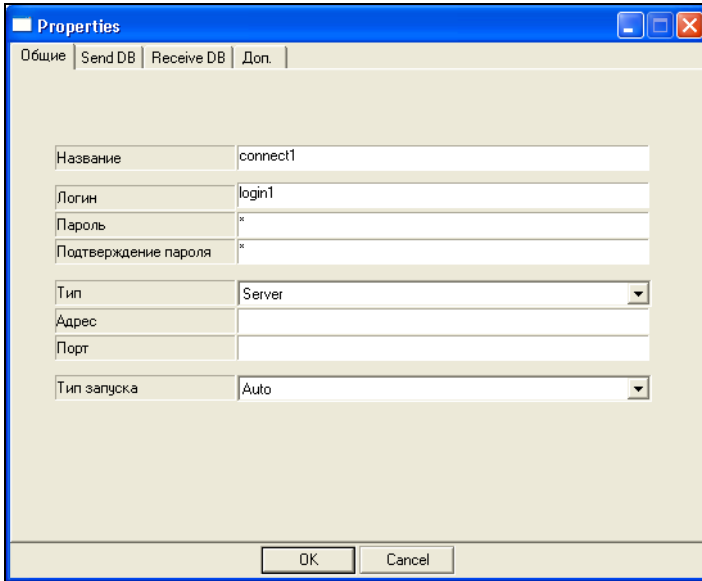 Properties
Общие Send DB Receive DB Доп.
Название connect1
Логин login1
Пароль *
Подтверждение пароля *
Тип Server
Адрес
Порт
Тип запуска Auto
OK Cancel